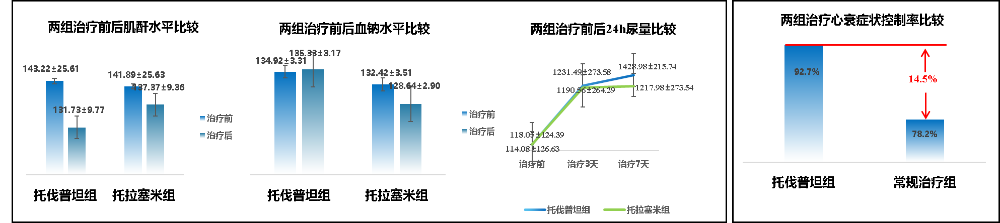 两组治疗前后肌酐水平比较
143.22±25.61
141.89±25.63
137.37±9.36
131.73±9.77
治疗前
治疗后
托伐普坦组
托拉塞米组
两组治疗前后血钠水平比较
135.33±3.17
134.92±3.31
132.42±3.51
128.64±2.90
治疗前
治疗后
托伐普坦组
托拉塞米组
两组治疗前后24h尿量比较
1428.98±215.74
1231.49±273.58
1190.56±264.29
1217.98±273.54
118.05±124.39
114.08±126.63
治疗前
治疗3天
治疗7天
托伐普坦组
托拉塞米组
两组治疗心衰症状控制率比较
92.7%
14.5%
78.2%
托伐普坦组
常规治疗组